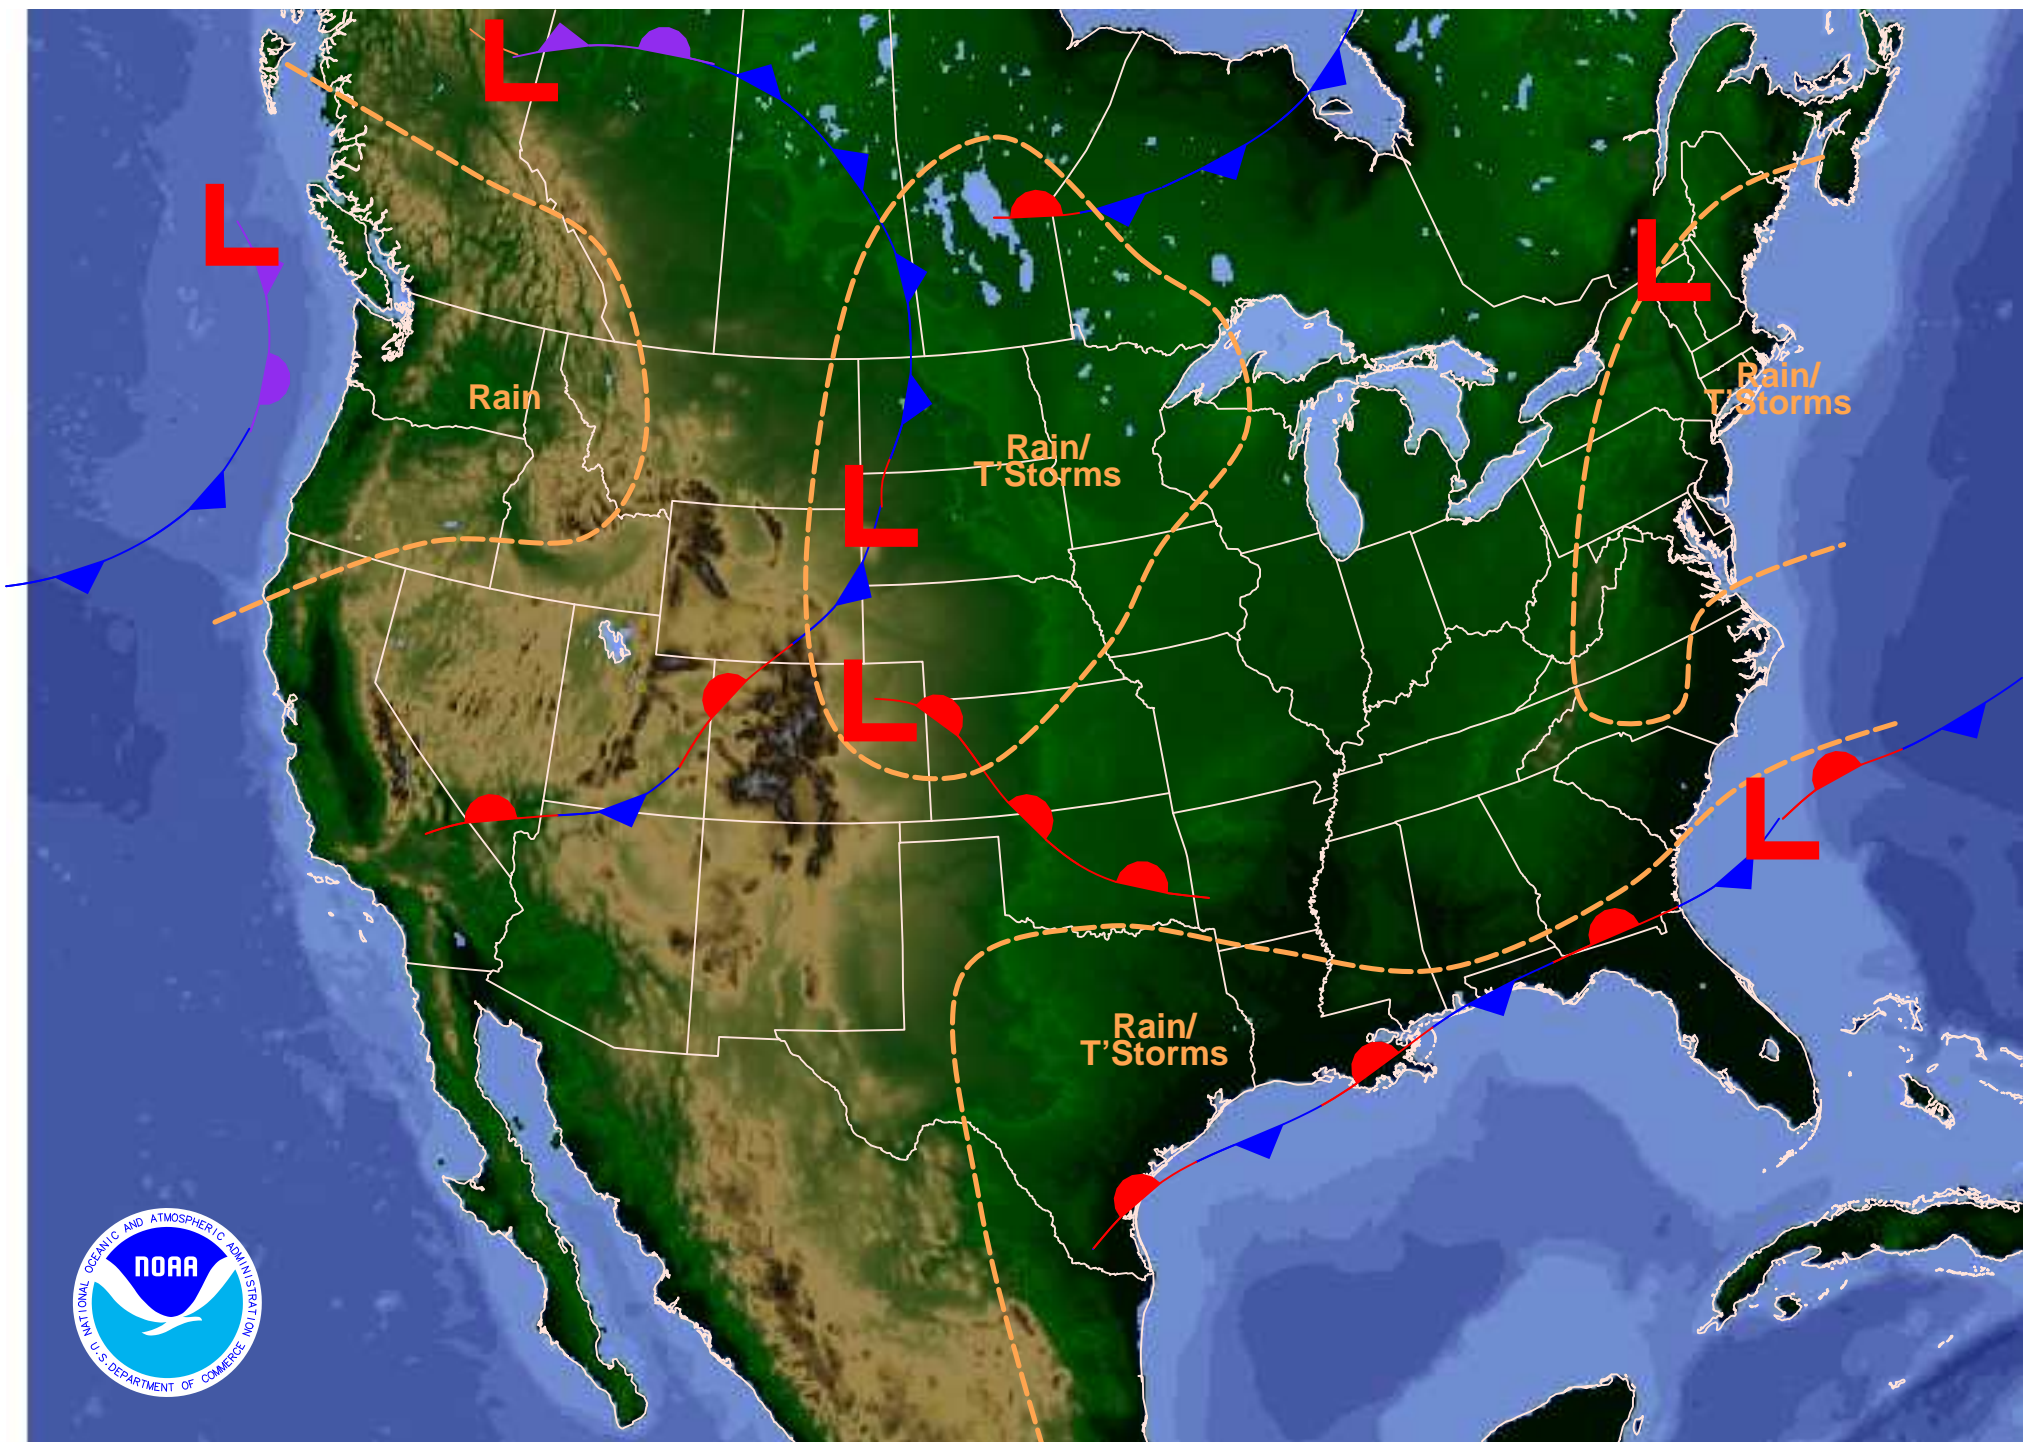 L
L
L
Rain
Rain/
T'Storms
Rain/
T'Storms
L
L
L
Rain/
T'Storms
NOAA
NATIONAL OCEANIC AND ATMOSPHERIC ADMINISTRATION
U.S. DEPARTMENT OF COMMERCE